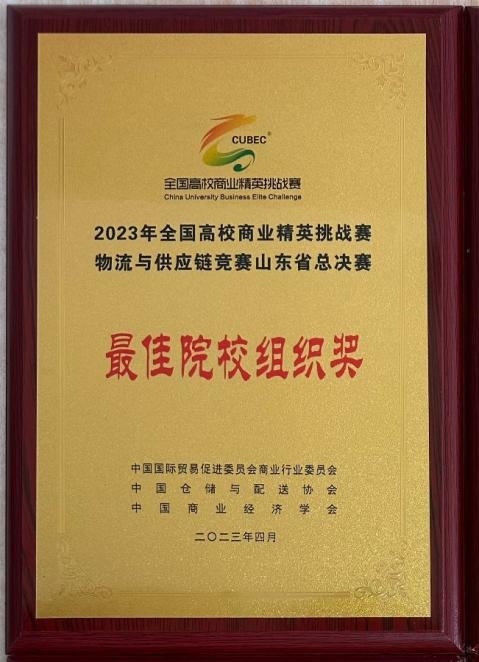 CUBEC®
全国高校商业精英挑战赛
China University Business Elite Challenge
2023年全国高校商业精英挑战赛
物流与供应链竞赛山东省总决赛
最佳院校组织奖
中国国际贸易促进委员会商业行业委员会
中国仓储与配送协会
中国商业经济学会
二〇二三年四月